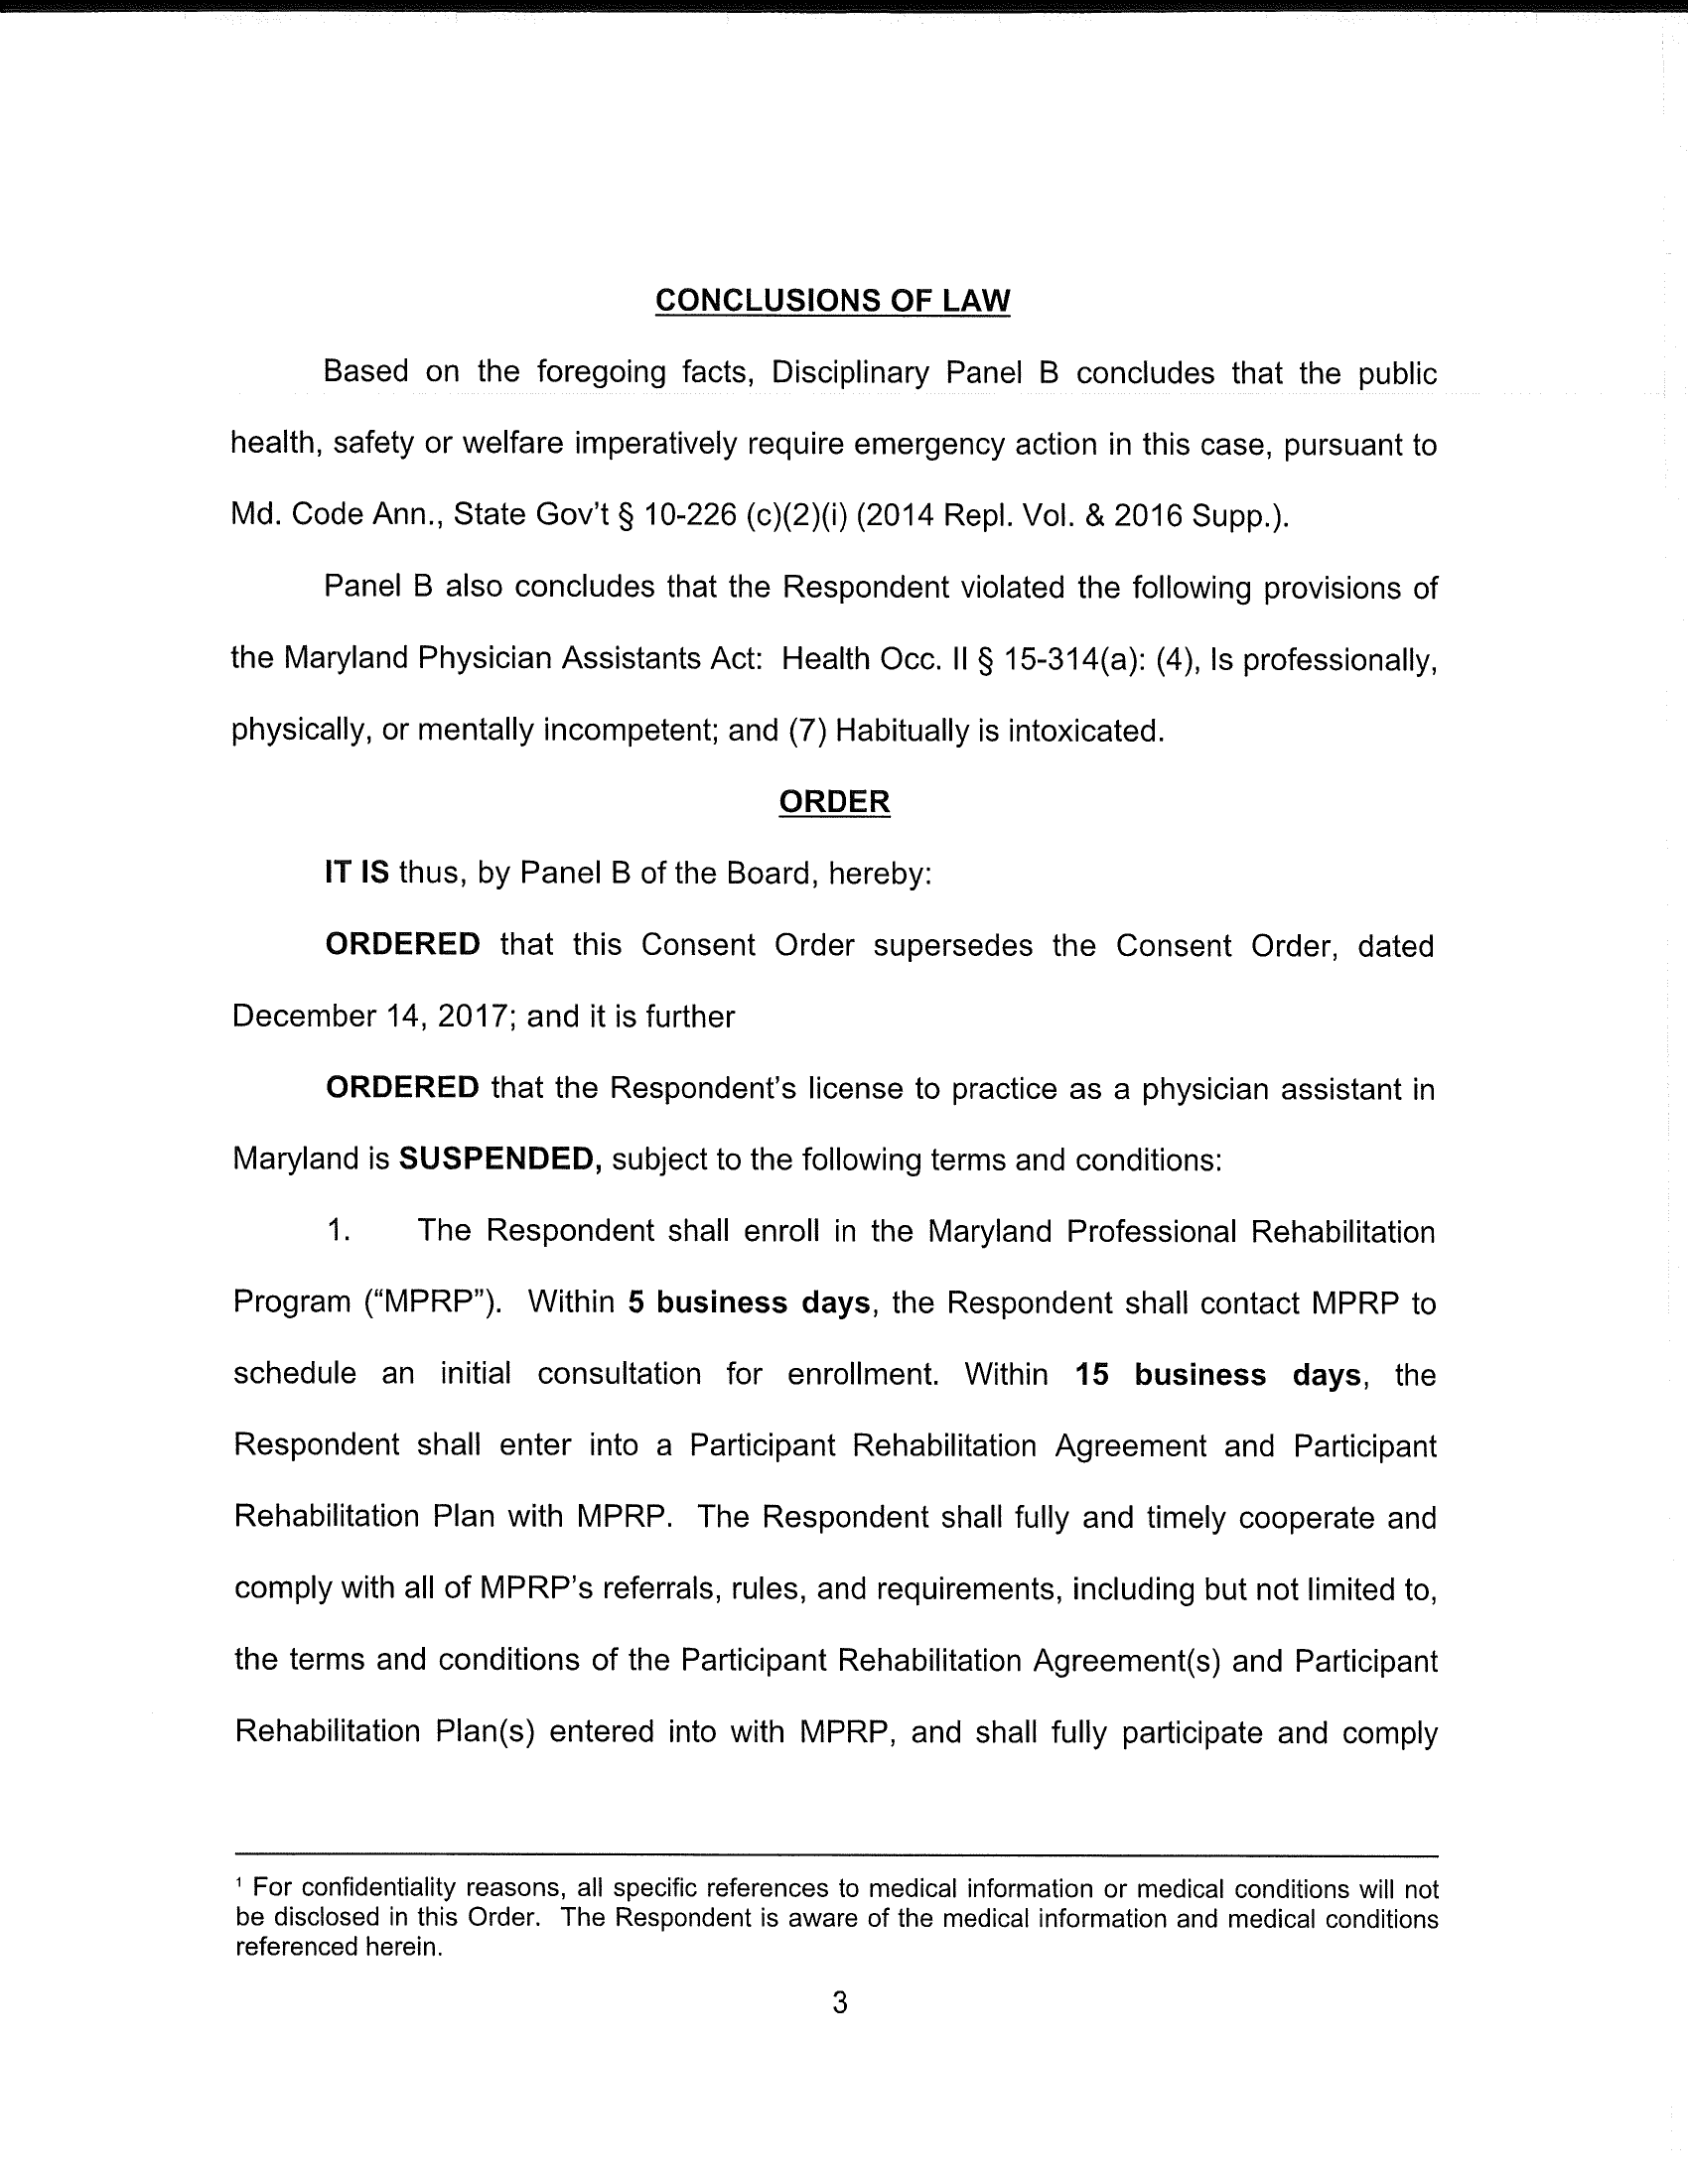 CONCLUSIONS OF LAW
Based on the foregoing facts, Disciplinary Panel B concludes that the public
health, safety or welfare imperatively require emergency action in this case, pursuant to
Md. Code Ann., State Gov't § 10-226 (c)(2)(i) (2014 Repl. Vol. & 2016 Supp.).
Panel B also concludes that the Respondent violated the following provisions of
the Maryland Physician Assistants Act: Health Occ. II § 15-314(a): (4), Is professionally,
physically, or mentally incompetent; and (7) Habitually is intoxicated.
ORDER
IT IS thus, by Panel B of the Board, hereby:
ORDERED that this Consent Order supersedes the Consent Order, dated
December 14, 2017; and it is further
ORDERED that the Respondent's license to practice as a physician assistant in
Maryland is SUSPENDED, subject to the following terms and conditions:
1. The Respondent shall enroll in the Maryland Professional Rehabilitation
Program ("MPRP"). Within 5 business days, the Respondent shall contact MPRP to
schedule an initial consultation for enrollment. Within 15 business days, the
Respondent shall enter into a Participant Rehabilitation Agreement and Participant
Rehabilitation Plan with MPRP. The Respondent shall fully and timely cooperate and
comply with all of MPRP's referrals, rules, and requirements, including but not limited to,
the terms and conditions of the Participant Rehabilitation Agreement(s) and Participant
Rehabilitation Plan(s) entered into with MPRP, and shall fully participate and comply
1 For confidentiality reasons, all specific references to medical information or medical conditions will not
be disclosed in this Order. The Respondent is aware of the medical information and medical conditions
referenced herein.
3